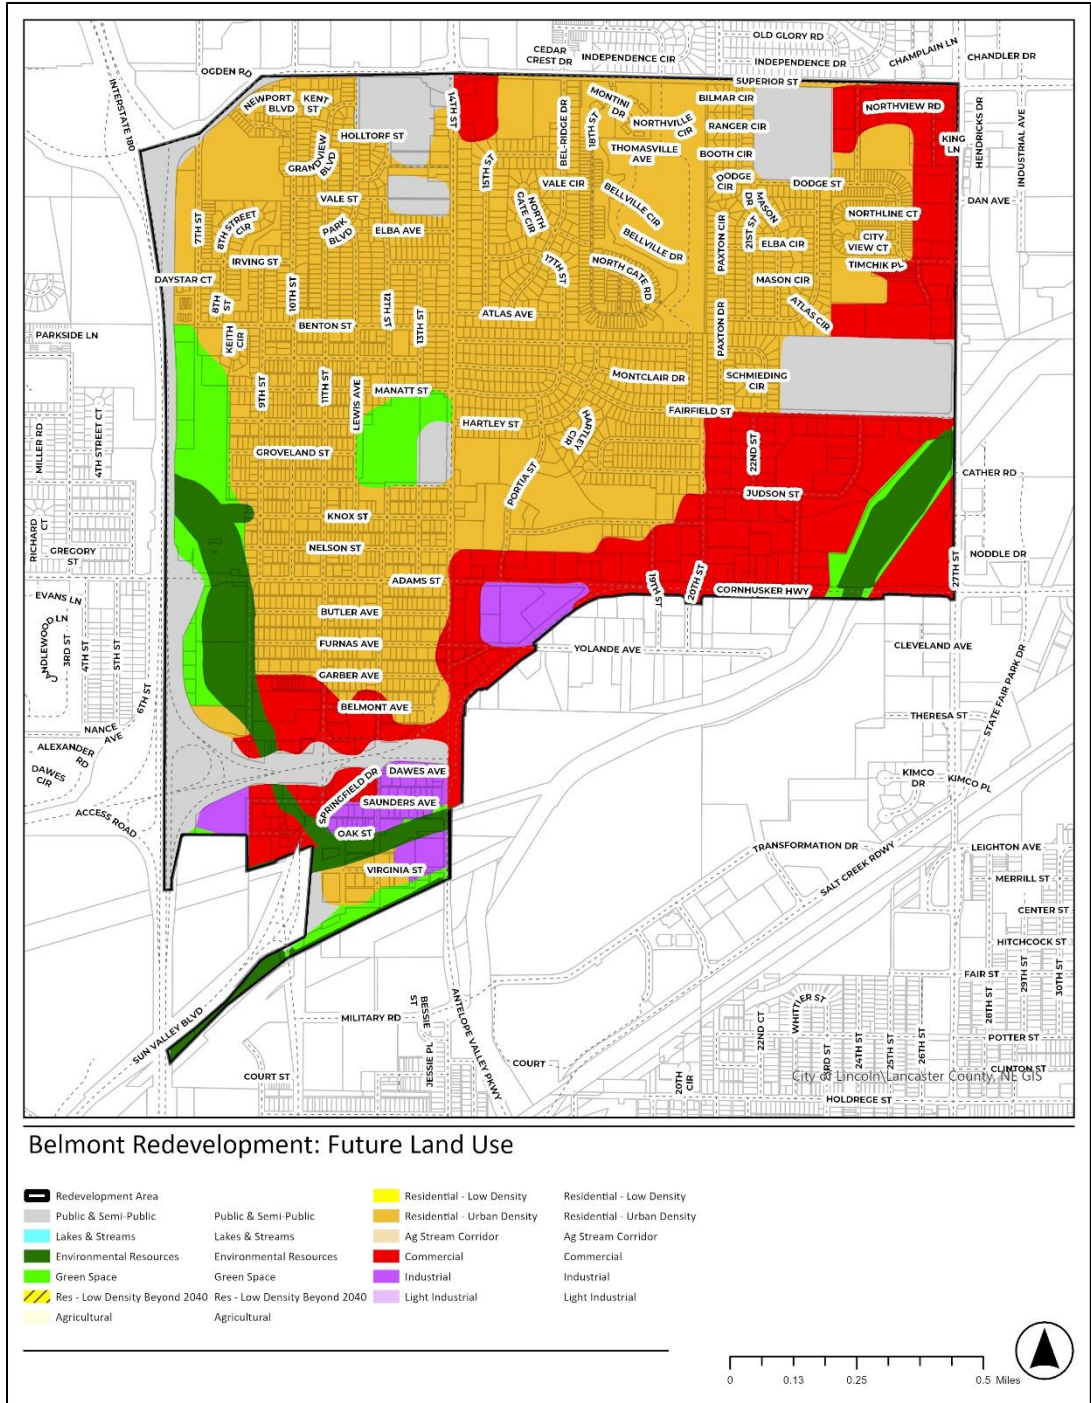 OLD GLORY RD
CEDAR
CREST DR
INDEPENDENCE CIR
INDEPENDENCE DR
CHAMPLAIN LN
CHANDLER DR
OGDEN RD
SUPERIOR ST
INTERSTATE 180
NEWPORT
BLVD
KENT
ST
14TH ST
MONTINI
DR
BILMAR CIR
NORTHVIEW RD
HOLLTORF ST
BEL-RIDGE DR
18TH ST
NORTHVILLE
CIR
RANGER CIR
KING
LN
HENDRICKS DR
INDUSTRIAL AVE
GRANDVIEW
BLVD
15TH ST
THOMASVILLE
AVE
BOOTH CIR
VALE ST
VALE CIR
DODGE
CIR
DODGE ST
BELLVILLE CIR
MASON
DR
DAN AVE
7TH ST
8TH STREET
CIR
PARK
BLVD
ELBA AVE
NORTH
GATE CIR
PAXTON CIR
21ST ST
NORTHLINE CT
BELLVILLE DR
ELBA CIR
CITY
VIEW CT
IRVING ST
17TH ST
NORTH GATE RD
TIMCHIK PL
DAYSTAR CT
10TH ST
MASON CIR
8TH
ST
12TH ST
13TH ST
ATLAS AVE
ATLAS CIR
PARKSIDE LN
KEITH
CIR
BENTON ST
PAXTON DR
MONTCLAIR DR
SCHMIEDING
CIR
9TH ST
11TH ST
LEWIS AVE
MANATT ST
MILLER RD
4TH STREET CT
HARTLEY ST
HARTLEY
CIR
FAIRFIELD ST
GROVELAND ST
22ND ST
PORTIA ST
CATHER RD
JUDSON ST
KNOX ST
RICHARD
CT
GREGORY
ST
NELSON ST
NODDLE DR
ADAMS ST
27TH ST
EVANS LN
19TH ST
20TH ST
CORNHUSKER HWY
BUTLER AVE
CANDLEWOOD LN
3RD ST
4TH ST
5TH ST
FURNAS AVE
YOLANDE AVE
CLEVELAND AVE
GARBER AVE
STATE FAIR PARK DR
6TH ST
BELMONT AVE
THERESA ST
NANCE
AVE
ALEXANDER
RD
DAWES
CIR
DAWES AVE
KIMCO
DR
KIMCO PL
SPRINGFIELD DR
SAUNDERS AVE
ACCESS ROAD
OAK ST
TRANSFORMATION DR
LEIGHTON AVE
VIRGINIA ST
SALT CREEK RDWY
MERRILL ST
CENTER ST
HITCHCOCK ST
FAIR ST
28TH ST
29TH ST
30TH ST
BESSIE
ST
ANTELOPE VALLEY PKWY
WHITTIER ST
SUN VALLEY BLVD
MILITARY RD
22ND CT
23RD ST
24TH ST
25TH ST
26TH ST
POTTER ST
COURT ST
JESSIE PL
COURT
20TH
CIR
CLINTON ST
City of Lincoln\Lancaster County, NE GIS
HOLDREGE ST
Belmont Redevelopment: Future Land Use
Redevelopment Area
Public & Semi-Public Public & Semi-Public
Lakes & Streams Lakes & Streams
Environmental Resources Environmental Resources
Green Space Green Space
Res - Low Density Beyond 2040 Res - Low Density Beyond 2040
Agricultural Agricultural
Residential - Low Density Residential - Low Density
Residential - Urban Density Residential - Urban Density
Ag Stream Corridor Ag Stream Corridor
Commercial Commercial
Industrial Industrial
Light Industrial Light Industrial
0 0.13 0.25 0.5 Miles